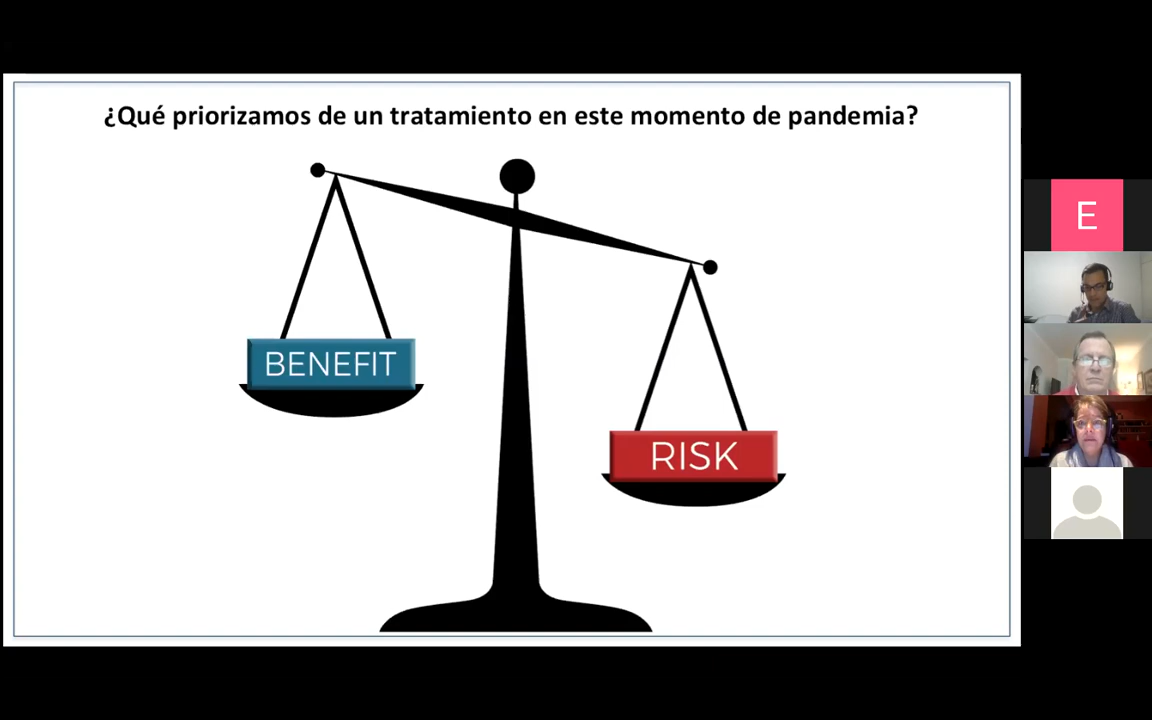 ¿Qué priorizamos de un tratamiento en este momento de pandemia?
BENEFIT
RISK
E